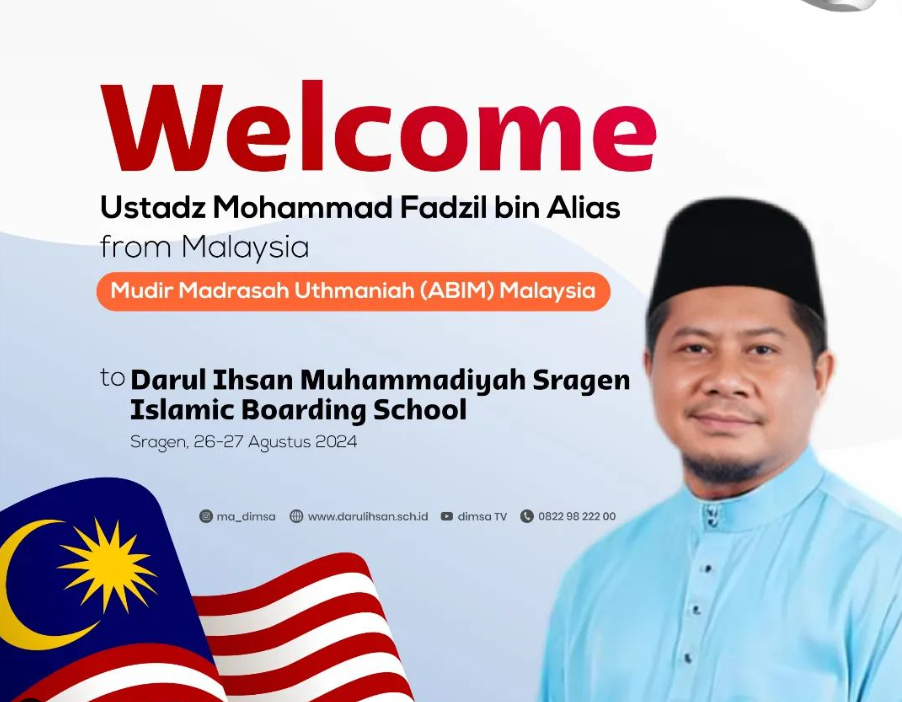 Welcome
Ustadz Mohammad Fadzil bin Alias
from Malaysia
Mudir Madrasah Uthmaniah (ABIM) Malaysia
to Darul Ihsan Muhammadiyah Sragen
Islamic Boarding School
Sragen, 26-27 Agustus 2024
ma_dimsa www.darulihsan.sch.id dimsa TV 0822 98 222 00